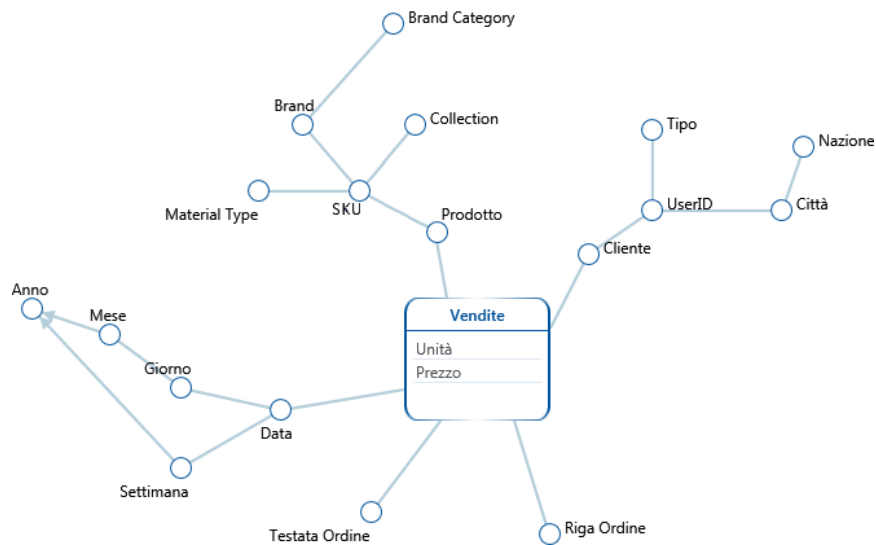 Brand Category
Brand
Collection
Tipo
Nazione
Material Type
SKU
Prodotto
UserID
Città
Cliente
Anno
Mese
Vendite
Unità
Prezzo
Giorno
Data
Settimana
Testata Ordine
Riga Ordine